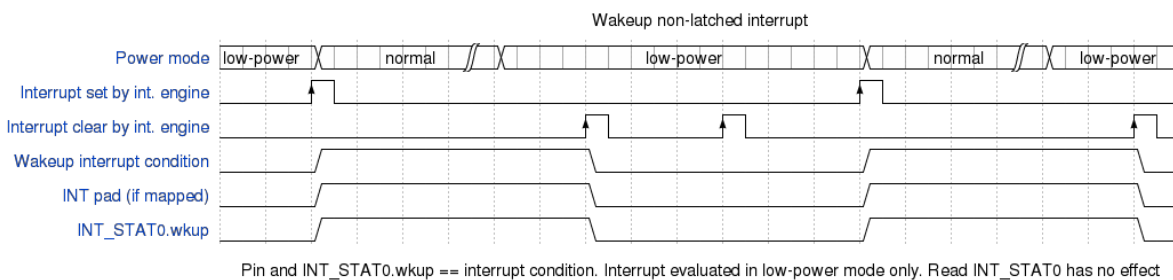 Wakeup non-latched interrupt
Power mode low-power normal low-power normal low-power
Interrupt set by int. engine
Interrupt clear by int. engine
Wakeup interrupt condition
INT pad (if mapped)
INT_STAT0.wkup
Pin and INT_STAT0.wkup == interrupt condition. Interrupt evaluated in low-power mode only. Read INT_STAT0 has no effect